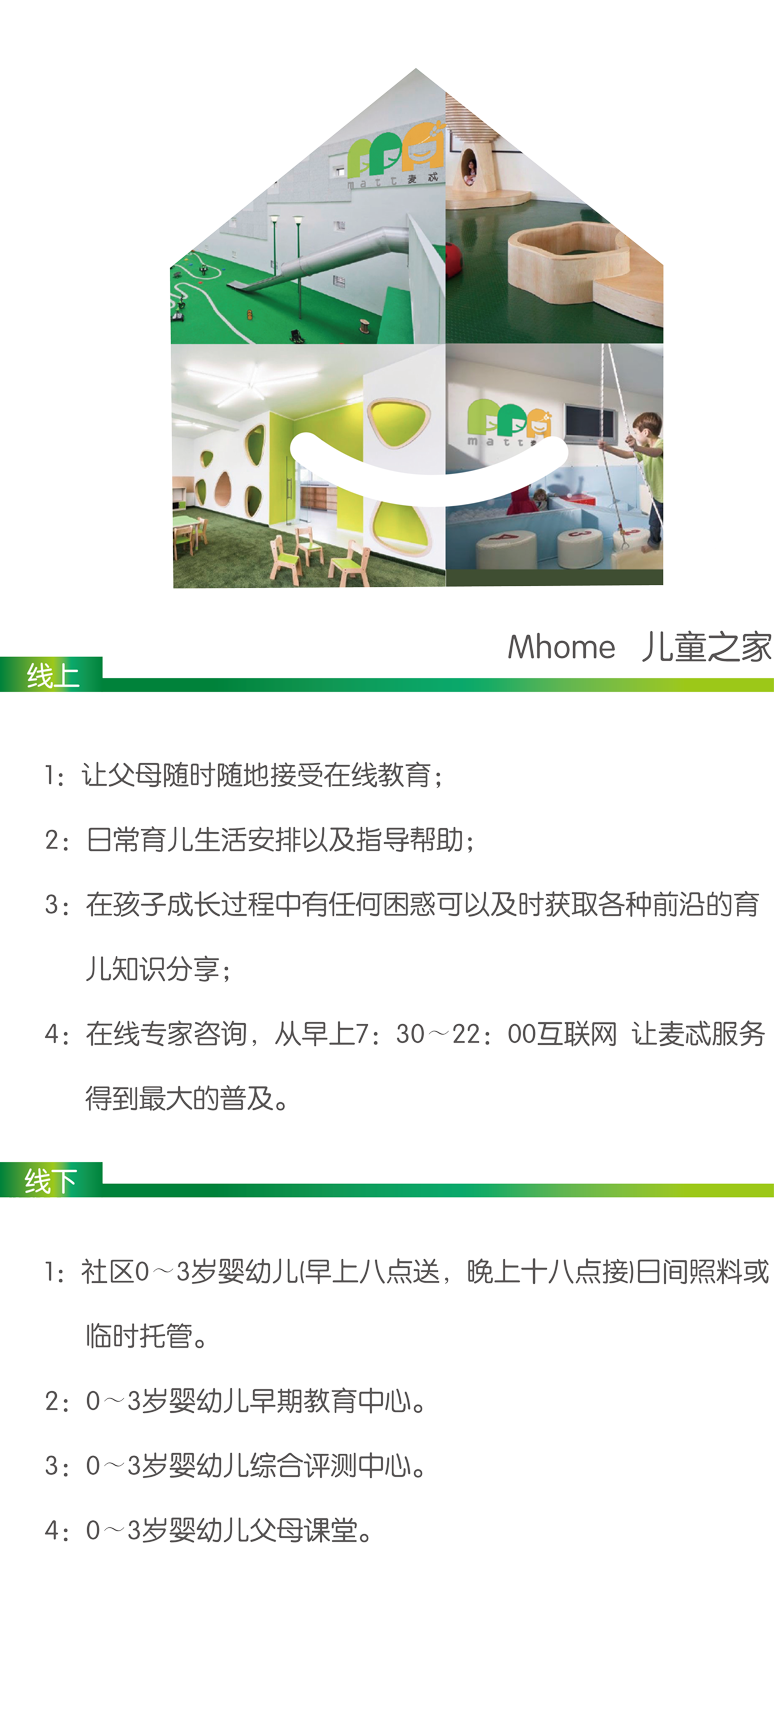 matt麦忒
matt
Mhome 儿童之家
线上
1：让父母随时随地接受在线教育；
2：日常育儿生活安排以及指导帮助；
3：在孩子成长过程中有任何困惑可以及时获取各种前沿的育
儿知识分享；
4：在线专家咨询，从早上7：30～22：00互联网 让麦忒服务
得到最大的普及。
线下
1：社区0～3岁婴幼儿(早上八点送，晚上十八点接)日间照料或
临时托管。
2：0～3岁婴幼儿早期教育中心。
3：0～3岁婴幼儿综合评测中心。
4：0～3岁婴幼儿父母课堂。